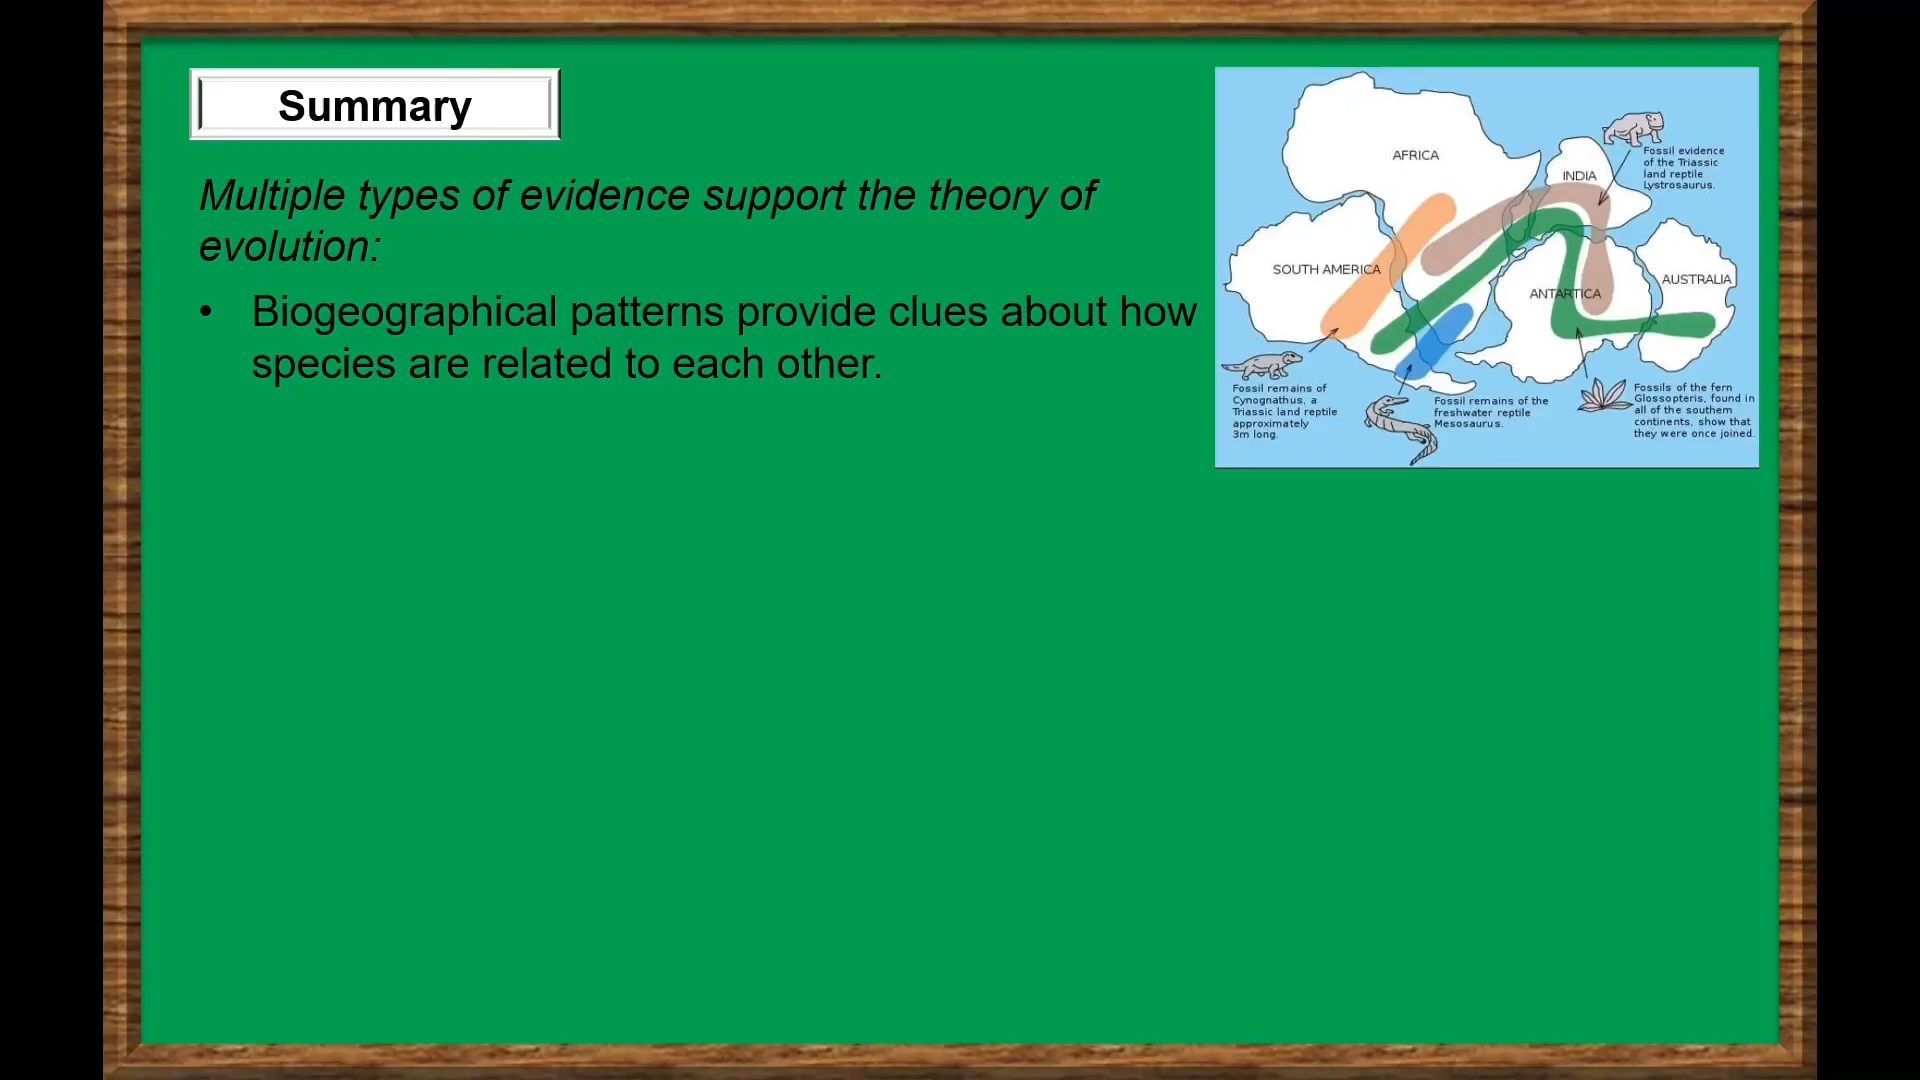 Summary
Multiple types of evidence support the theory of
evolution:
• Biogeographical patterns provide clues about how
species are related to each other.
AFRICA
INDIA
SOUTH AMERICA
ANTARTICA
AUSTRALIA
Fossil evidence
of the Triassic
land reptile
Lystrosaurus.
Fossil remains of
Cynognathus, a
Triassic land reptile
approximately
3m long.
Fossil remains of the
freshwater reptile
Mesosaurus.
Fossils of the fern
Glossopteris, found in
all of the southern
continents, show that
they were once joined.